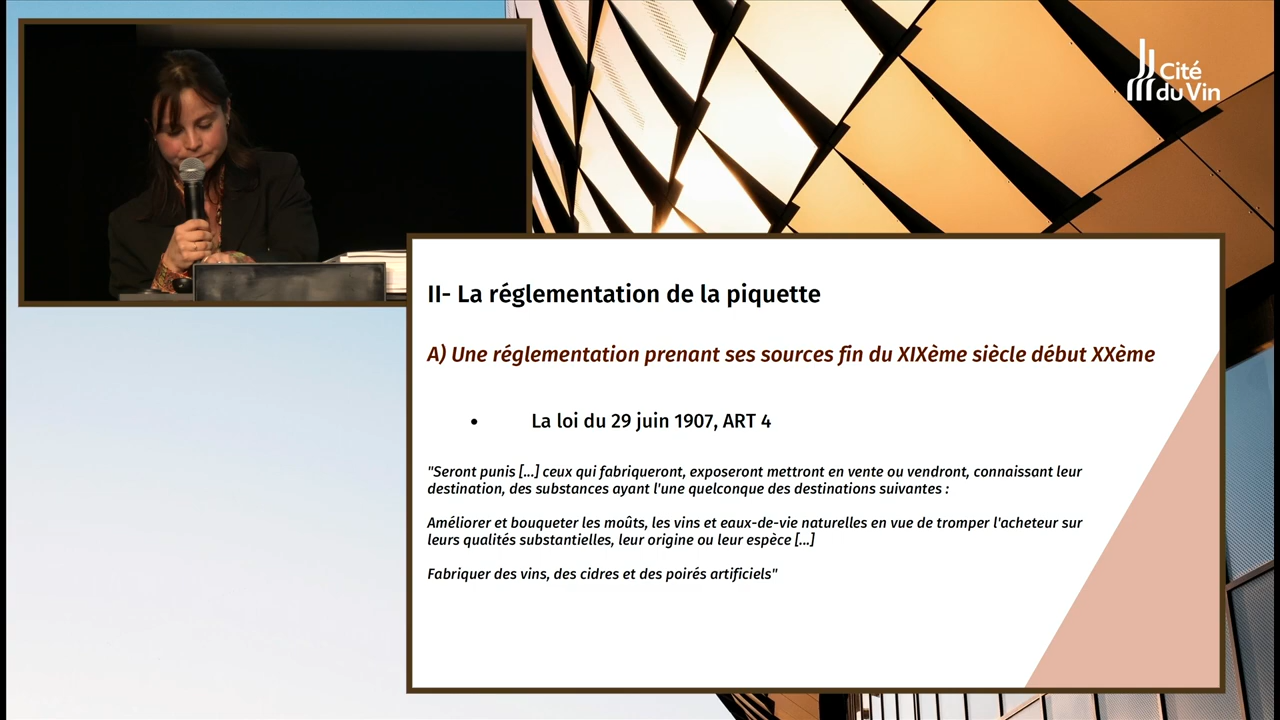 Cité
du Vin
II- La réglementation de la piquette
A) Une réglementation prenant ses sources fin du XIXème siècle début XXème
• La loi du 29 juin 1907, ART 4
"Seront punis [...] ceux qui fabriqueront, exposeront mettront en vente ou vendront, connaissant leur
destination, des substances ayant l'une quelconque des destinations suivantes :
Améliorer et bouqueter les moûts, les vins et eaux-de-vie naturelles en vue de tromper l'acheteur sur
leurs qualités substantielles, leur origine ou leur espèce [...]
Fabriquer des vins, des cidres et des poirés artificiels"